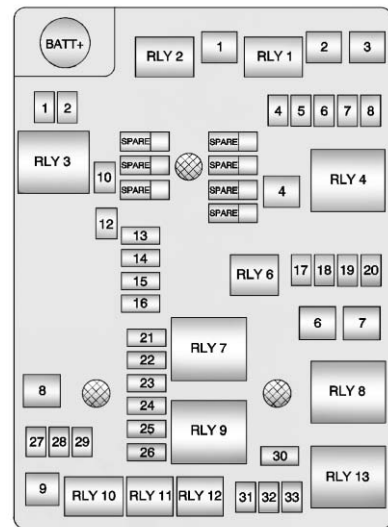 BATT+
RLY 2
1
RLY 1
2
3
1
2
4
5
6
7
8
RLY 3
SPARE
SPARE
SPARE
SPARE
SPARE
SPARE
SPARE
10
4
RLY 4
12
13
14
15
16
RLY 6
17
18
19
20
6
7
21
22
23
24
25
26
RLY 7
RLY 8
8
RLY 9
27
28
29
30
RLY 13
9
RLY 10
RLY 11
RLY 12
31
32
33